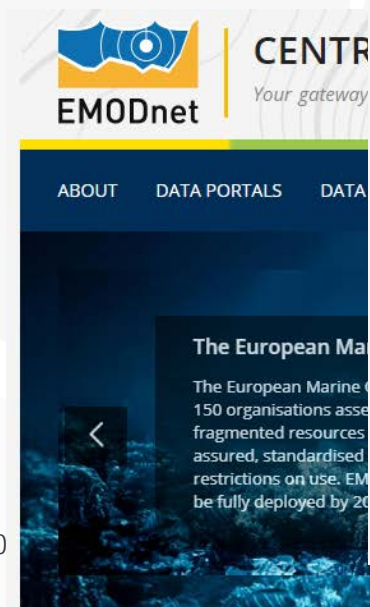 EMODnet
CENTR
Your gateway
ABOUT DATA PORTALS DATA
The European Mar
The European Marine
150 organisations asse
fragmented resources
assured, standardised
restrictions on use. EM
be fully deployed by 20
0